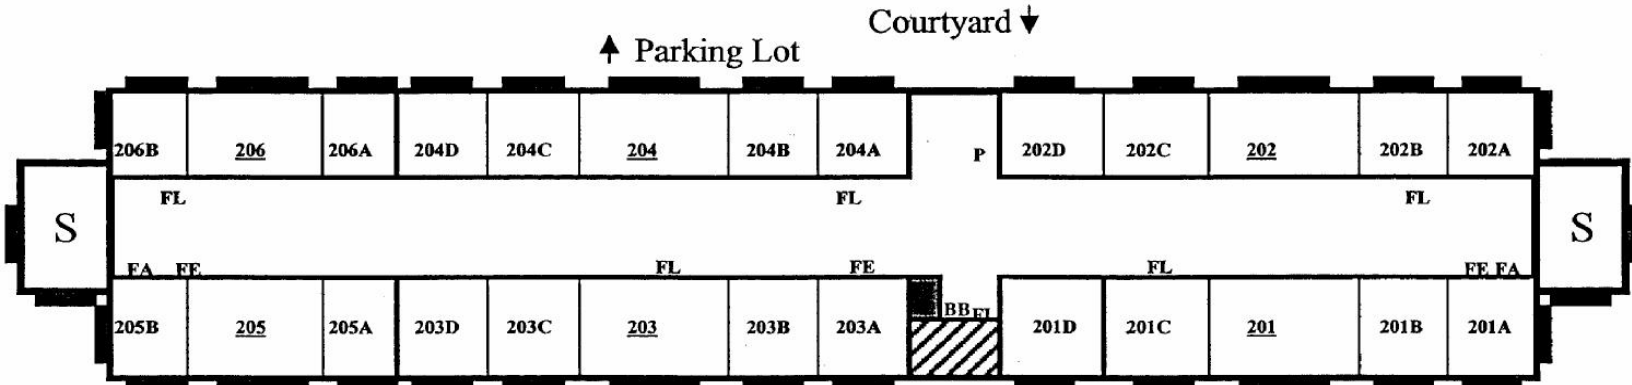 Courtyard ↓
↑ Parking Lot
206B 206 206A 204D 204C 204 204B 204A P 202D 202C 202 202B 202A
FL FL FL
S S
FA FE FL FE FL FE FA
BB FL
205B 205 205A 203D 203C 203 203B 203A 201D 201C 201 201B 201A